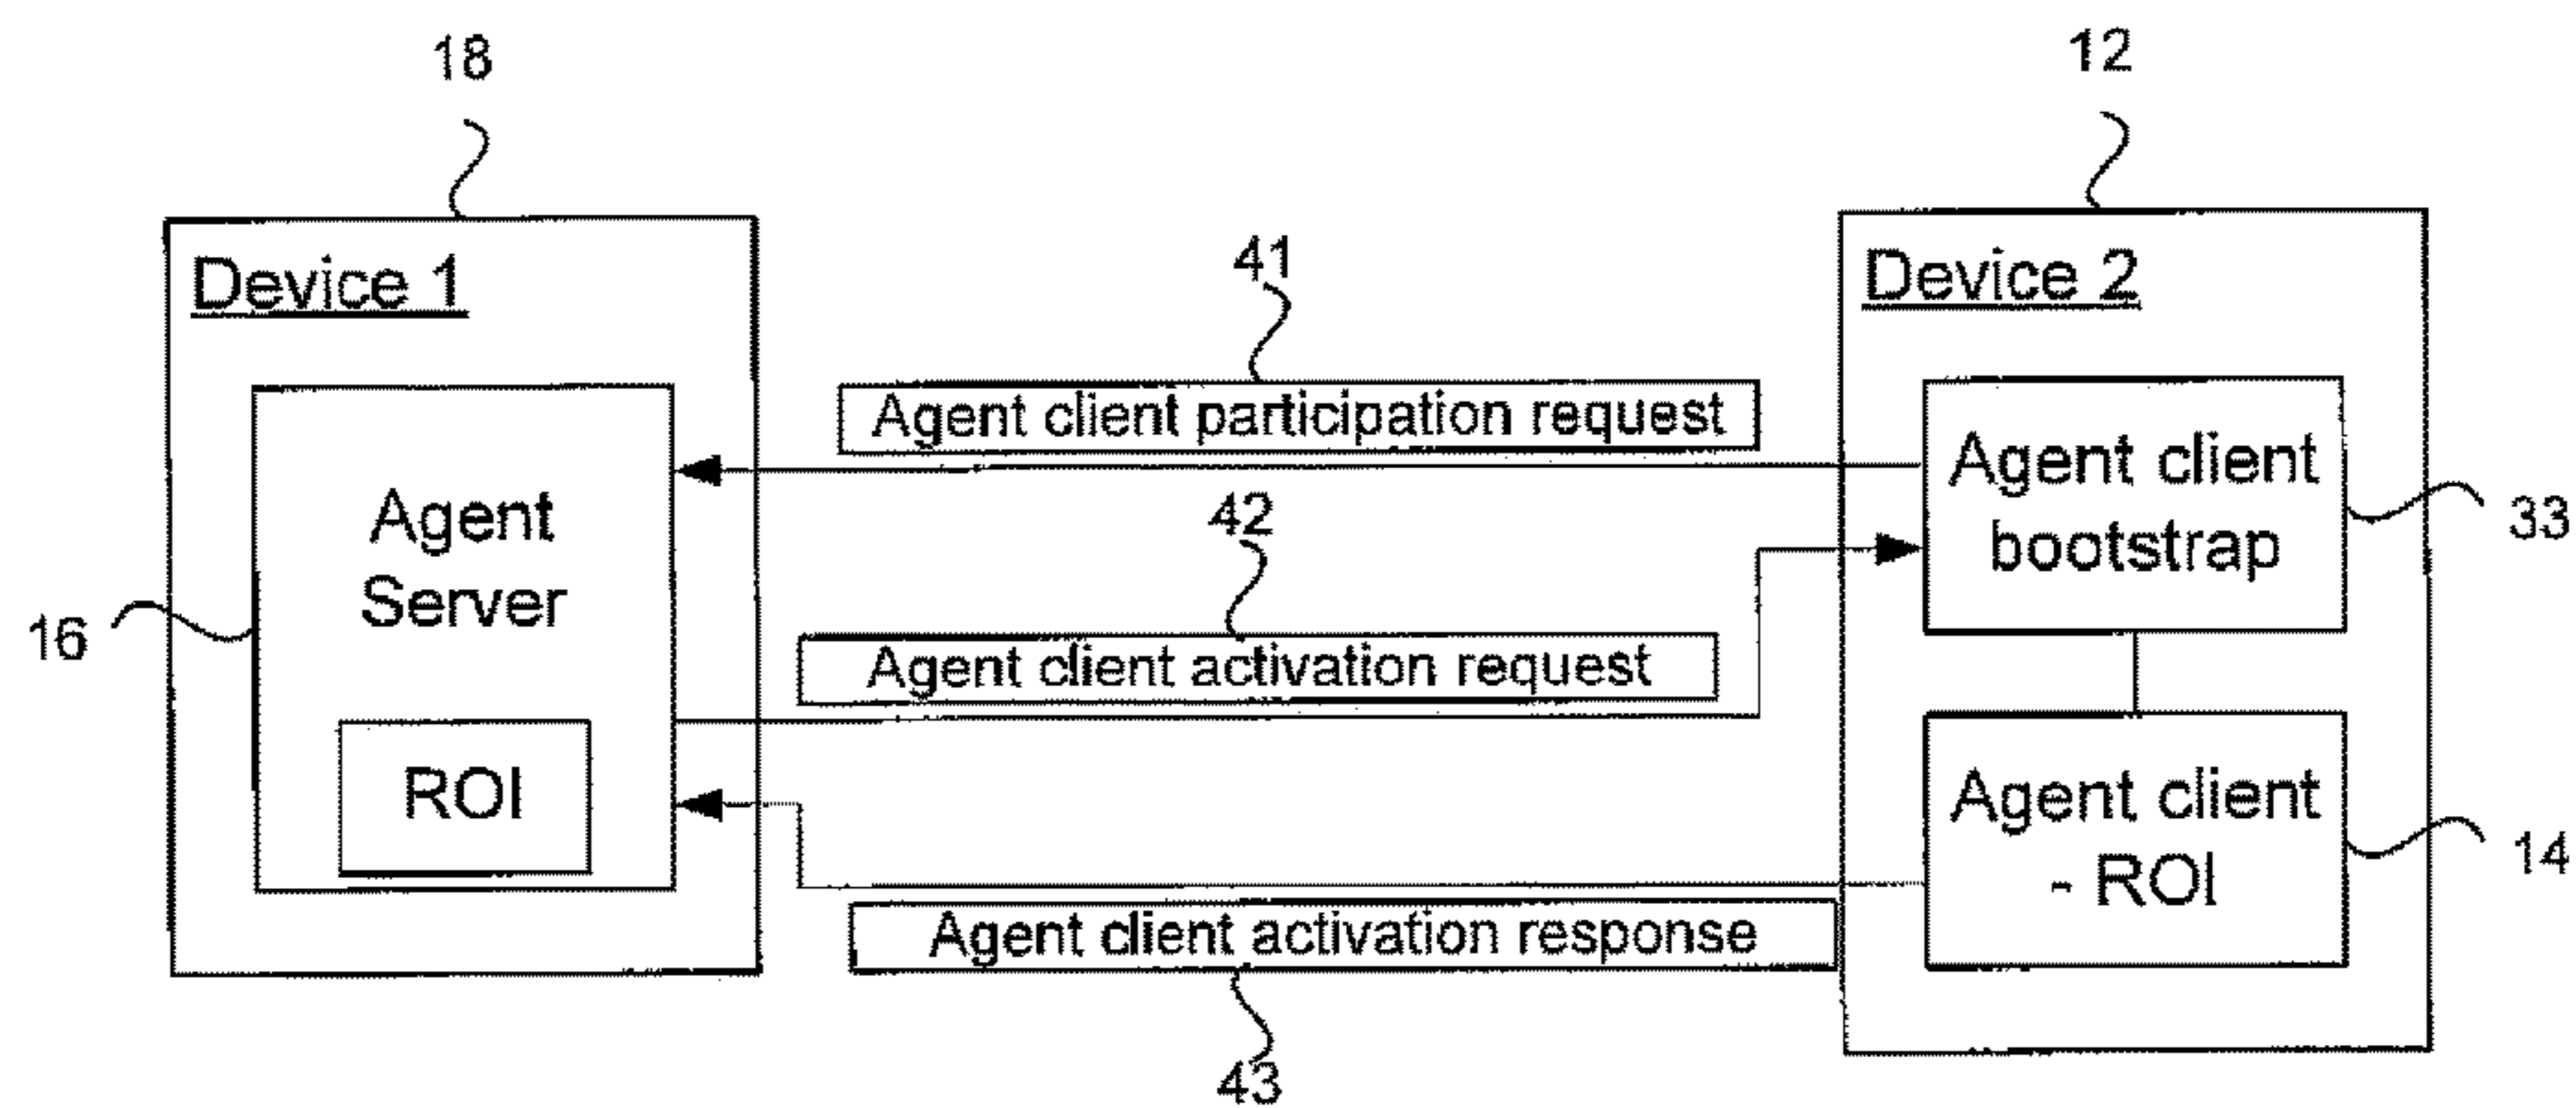 18
12
Device 1
41
Device 2
Agent client participation request
Agent client
bootstrap
33
Agent
Server
42
16
Agent client activation request
ROI
Agent client
- ROI
14
Agent client activation response
43